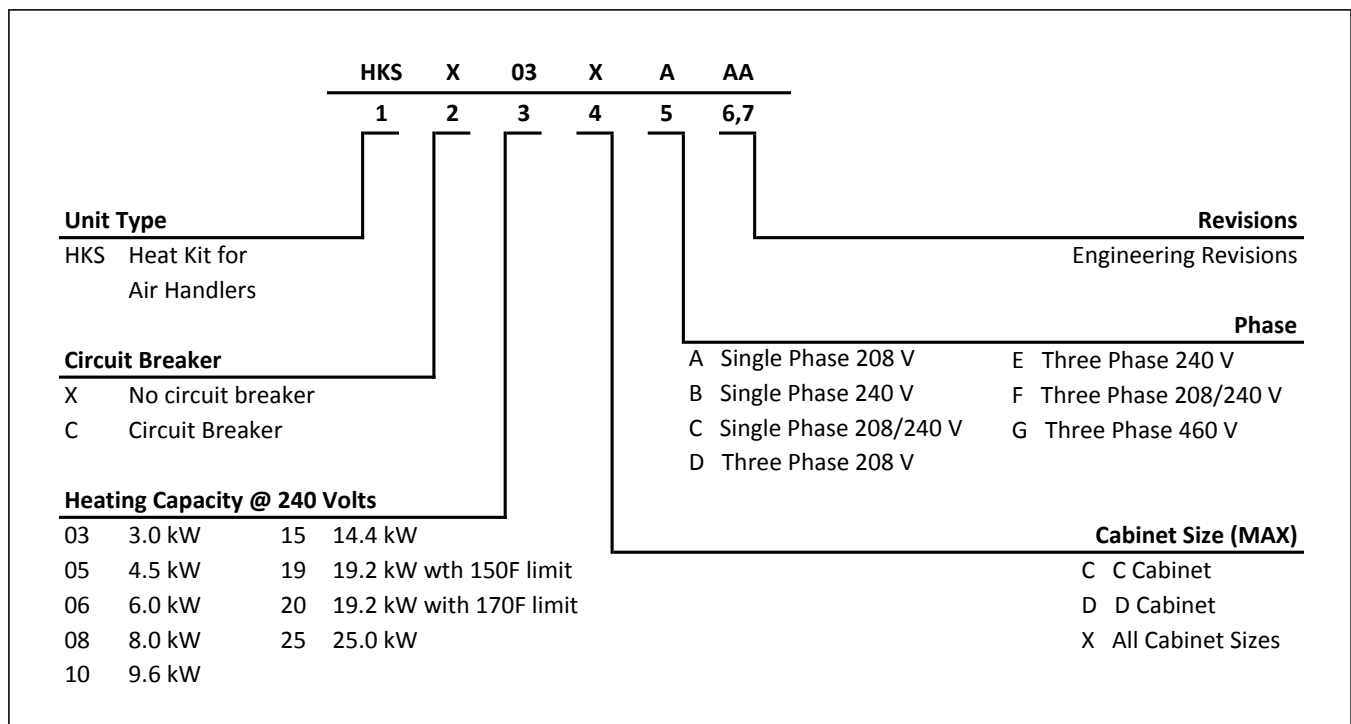 HKS X 03 X A AA
1 2 3 4 5 6,7
Unit Type
HKS Heat Kit for
Air Handlers
Circuit Breaker
X No circuit breaker
C Circuit Breaker
Heating Capacity @ 240 Volts
03 3.0 kW 15 14.4 kW
05 4.5 kW 19 19.2 kW wth 150F limit
06 6.0 kW 20 19.2 kW with 170F limit
08 8.0 kW 25 25.0 kW
10 9.6 kW
Revisions
Engineering Revisions
Phase
A Single Phase 208 V E Three Phase 240 V
B Single Phase 240 V F Three Phase 208/240 V
C Single Phase 208/240 V G Three Phase 460 V
D Three Phase 208 V
Cabinet Size (MAX)
C C Cabinet
D D Cabinet
X All Cabinet Sizes